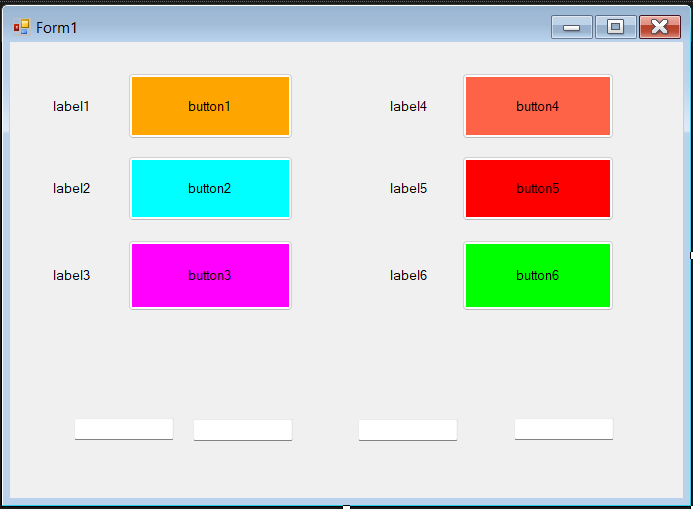 Form1
label1 button1 label4 button4
label2 button2 label5 button5
label3 button3 label6 button6